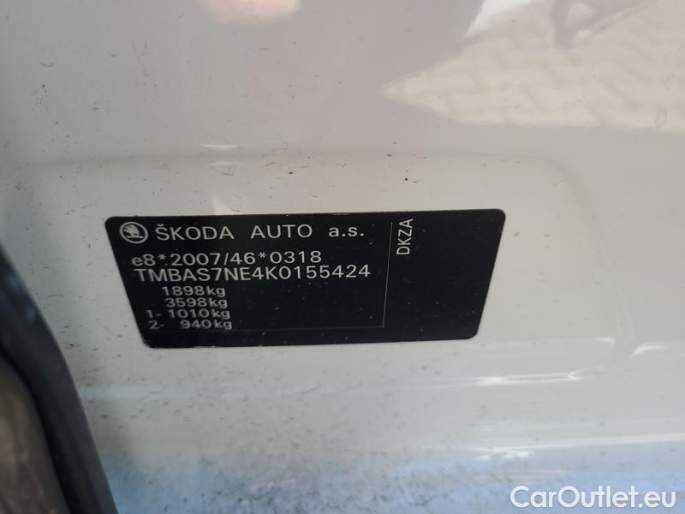 ŠKODA AUTO a.s.
e8*2007/46*0318
TMBAS7NE4K0155424
1898kg
3598kg
1- 1010kg
2- 940kg
DKZA
CarOutlet.eu